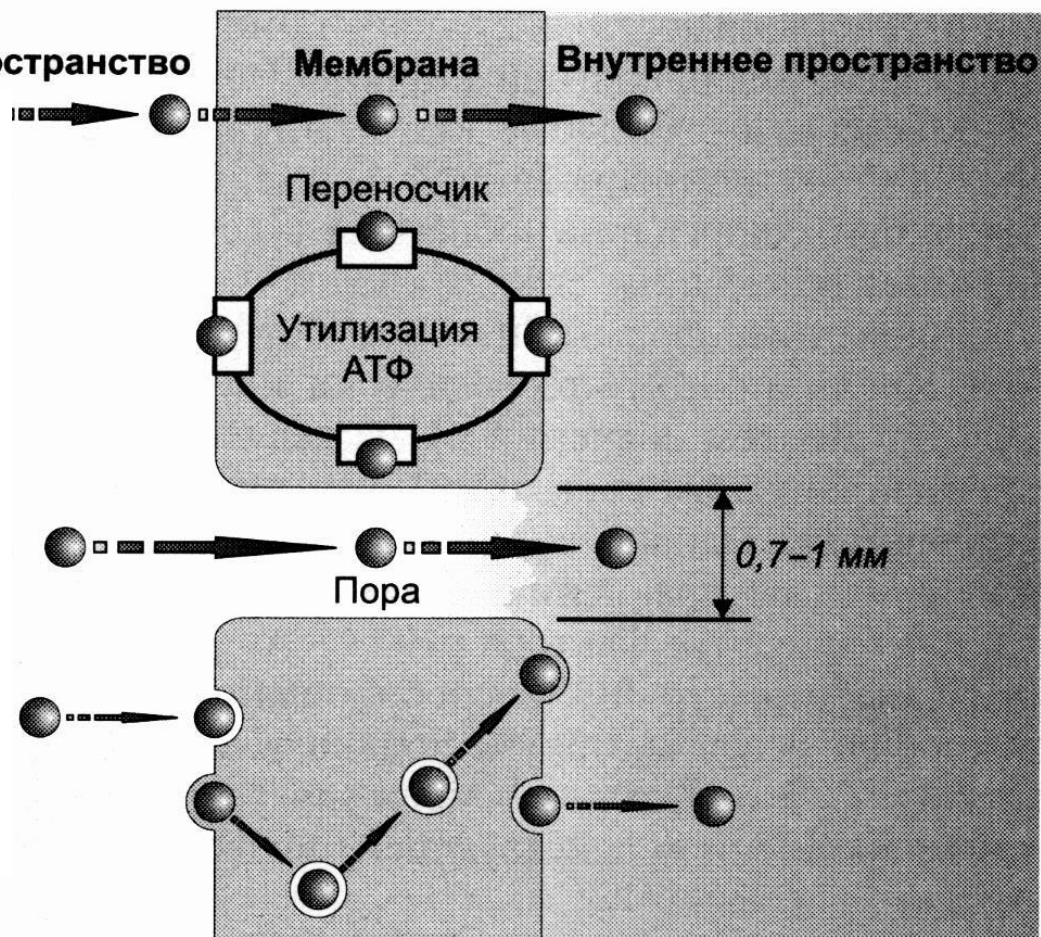 остранство Мембрана Внутреннее пространство
Переносчик
Утилизация
АТФ
0,7–1 мм
Пора